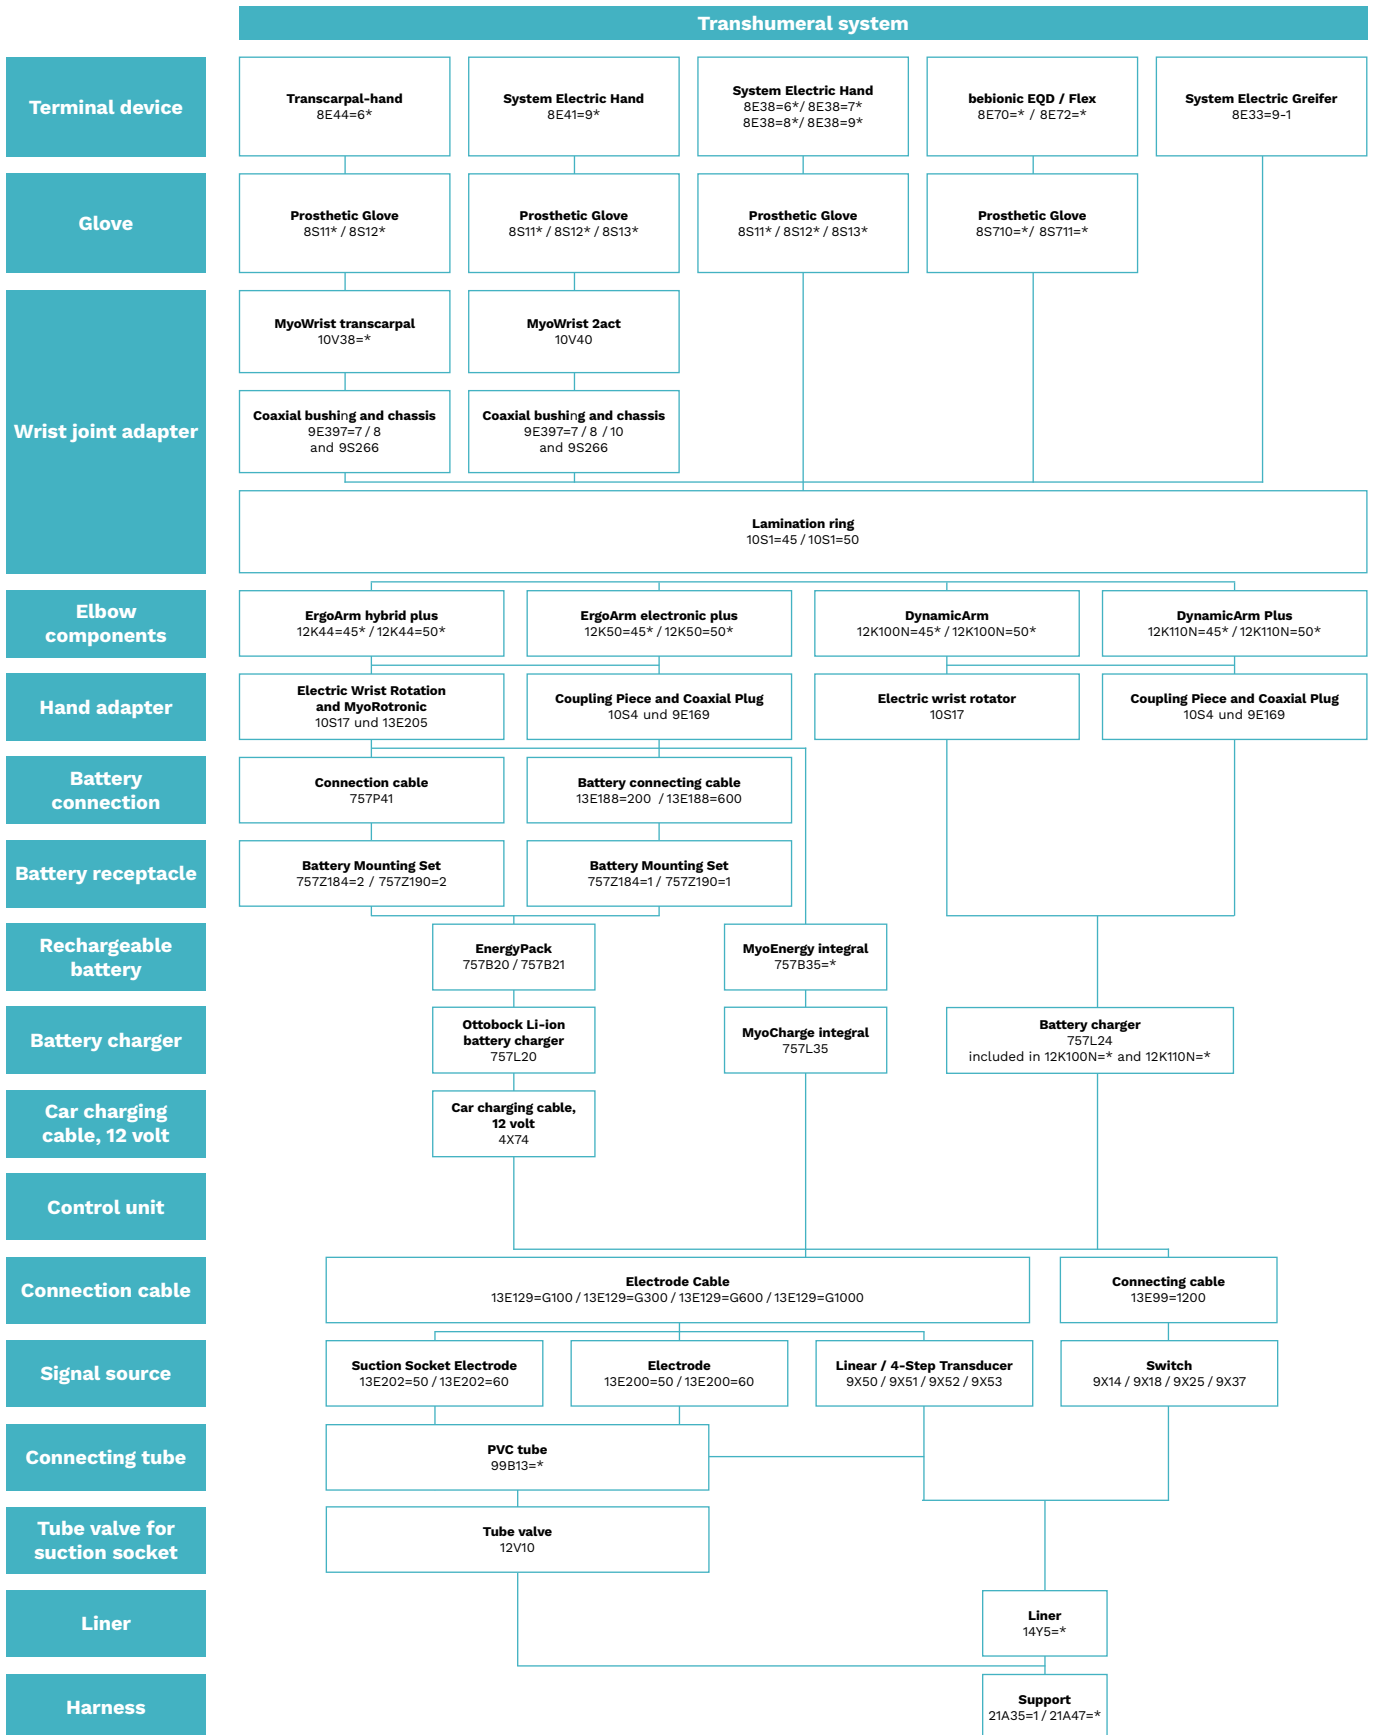 Transhumeral system
Terminal device
Transcarpal-hand
8E44=6*
System Electric Hand
8E41=9*
System Electric Hand
8E38=6*/ 8E38=7*
8E38=8*/ 8E38=9*
bebionic EQD / Flex
8E70=* / 8E72=*
System Electric Greifer
8E33=9-1
Glove
Prosthetic Glove
8S11* / 8S12*
Prosthetic Glove
8S11* / 8S12* / 8S13*
Prosthetic Glove
8S11* / 8S12* / 8S13*
Prosthetic Glove
8S710=*/ 8S711=*
Wrist joint adapter
MyoWrist transcarpal
10V38=*
MyoWrist 2act
10V40
Coaxial bushing and chassis
9E397=7 / 8
and 9S266
Coaxial bushing and chassis
9E397=7 / 8 / 10
and 9S266
Lamination ring
10S1=45 / 10S1=50
Elbow
components
ErgoArm hybrid plus
12K44=45* / 12K44=50*
ErgoArm electronic plus
12K50=45* / 12K50=50*
DynamicArm
12K100N=45* / 12K100N=50*
DynamicArm Plus
12K110N=45* / 12K110N=50*
Hand adapter
Electric Wrist Rotation
and MyoRotronic
10S17 und 13E205
Coupling Piece and Coaxial Plug
10S4 und 9E169
Electric wrist rotator
10S17
Coupling Piece and Coaxial Plug
10S4 und 9E169
Battery
connection
Connection cable
757P41
Battery connecting cable
13E188=200 / 13E188=600
Battery receptacle
Battery Mounting Set
757Z184=2 / 757Z190=2
Battery Mounting Set
757Z184=1 / 757Z190=1
Rechargeable
battery
EnergyPack
757B20 / 757B21
MyoEnergy integral
757B35=*
Battery charger
Ottobock Li-ion
battery charger
757L20
MyoCharge integral
757L35
Battery charger
757L24
included in 12K100N=* and 12K110N=*
Car charging
cable, 12 volt
Car charging cable,
12 volt
4X74
Control unit
Connection cable
Electrode Cable
13E129=G100 / 13E129=G300 / 13E129=G600 / 13E129=G1000
Connecting cable
13E99=1200
Signal source
Suction Socket Electrode
13E202=50 / 13E202=60
Electrode
13E200=50 / 13E200=60
Linear / 4-Step Transducer
9X50 / 9X51 / 9X52 / 9X53
Switch
9X14 / 9X18 / 9X25 / 9X37
Connecting tube
PVC tube
99B13=*
Tube valve for
suction socket
Tube valve
12V10
Liner
Liner
14Y5=*
Harness
Support
21A35=1 / 21A47=*